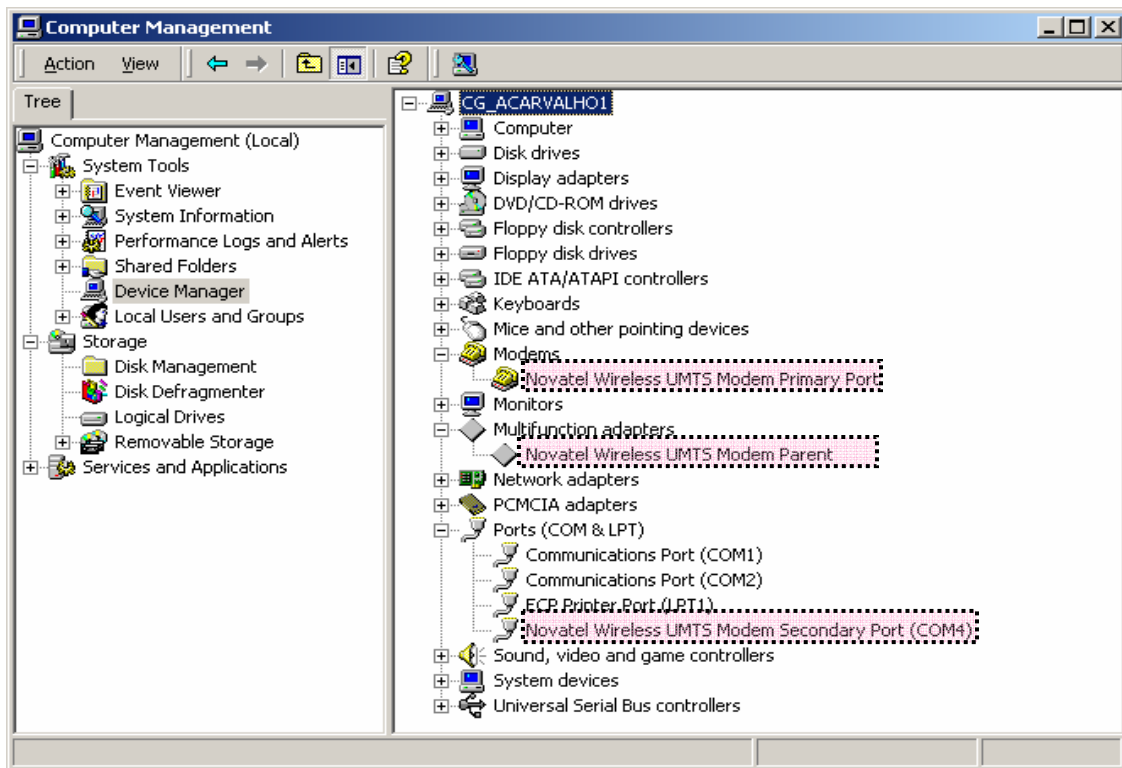 Computer Management
Action View
Tree
Computer Management (Local)
System Tools
Event Viewer
System Information
Performance Logs and Alerts
Shared Folders
Device Manager
Local Users and Groups
Storage
Disk Management
Disk Defragmenter
Logical Drives
Removable Storage
Services and Applications
CG_ACARVALHO1
Computer
Disk drives
Display adapters
DVD/CD-ROM drives
Floppy disk controllers
Floppy disk drives
IDE ATA/ATAPI controllers
Keyboards
Mice and other pointing devices
Modems
Novatel Wireless UMTS Modem Primary Port
Monitors
Multifunction adapters
Novatel Wireless UMTS Modem Parent
Network adapters
PCMCIA adapters
Ports (COM & LPT)
Communications Port (COM1)
Communications Port (COM2)
ECP Printer Port (LPT1)
Novatel Wireless UMTS Modem Secondary Port (COM4)
Sound, video and game controllers
System devices
Universal Serial Bus controllers